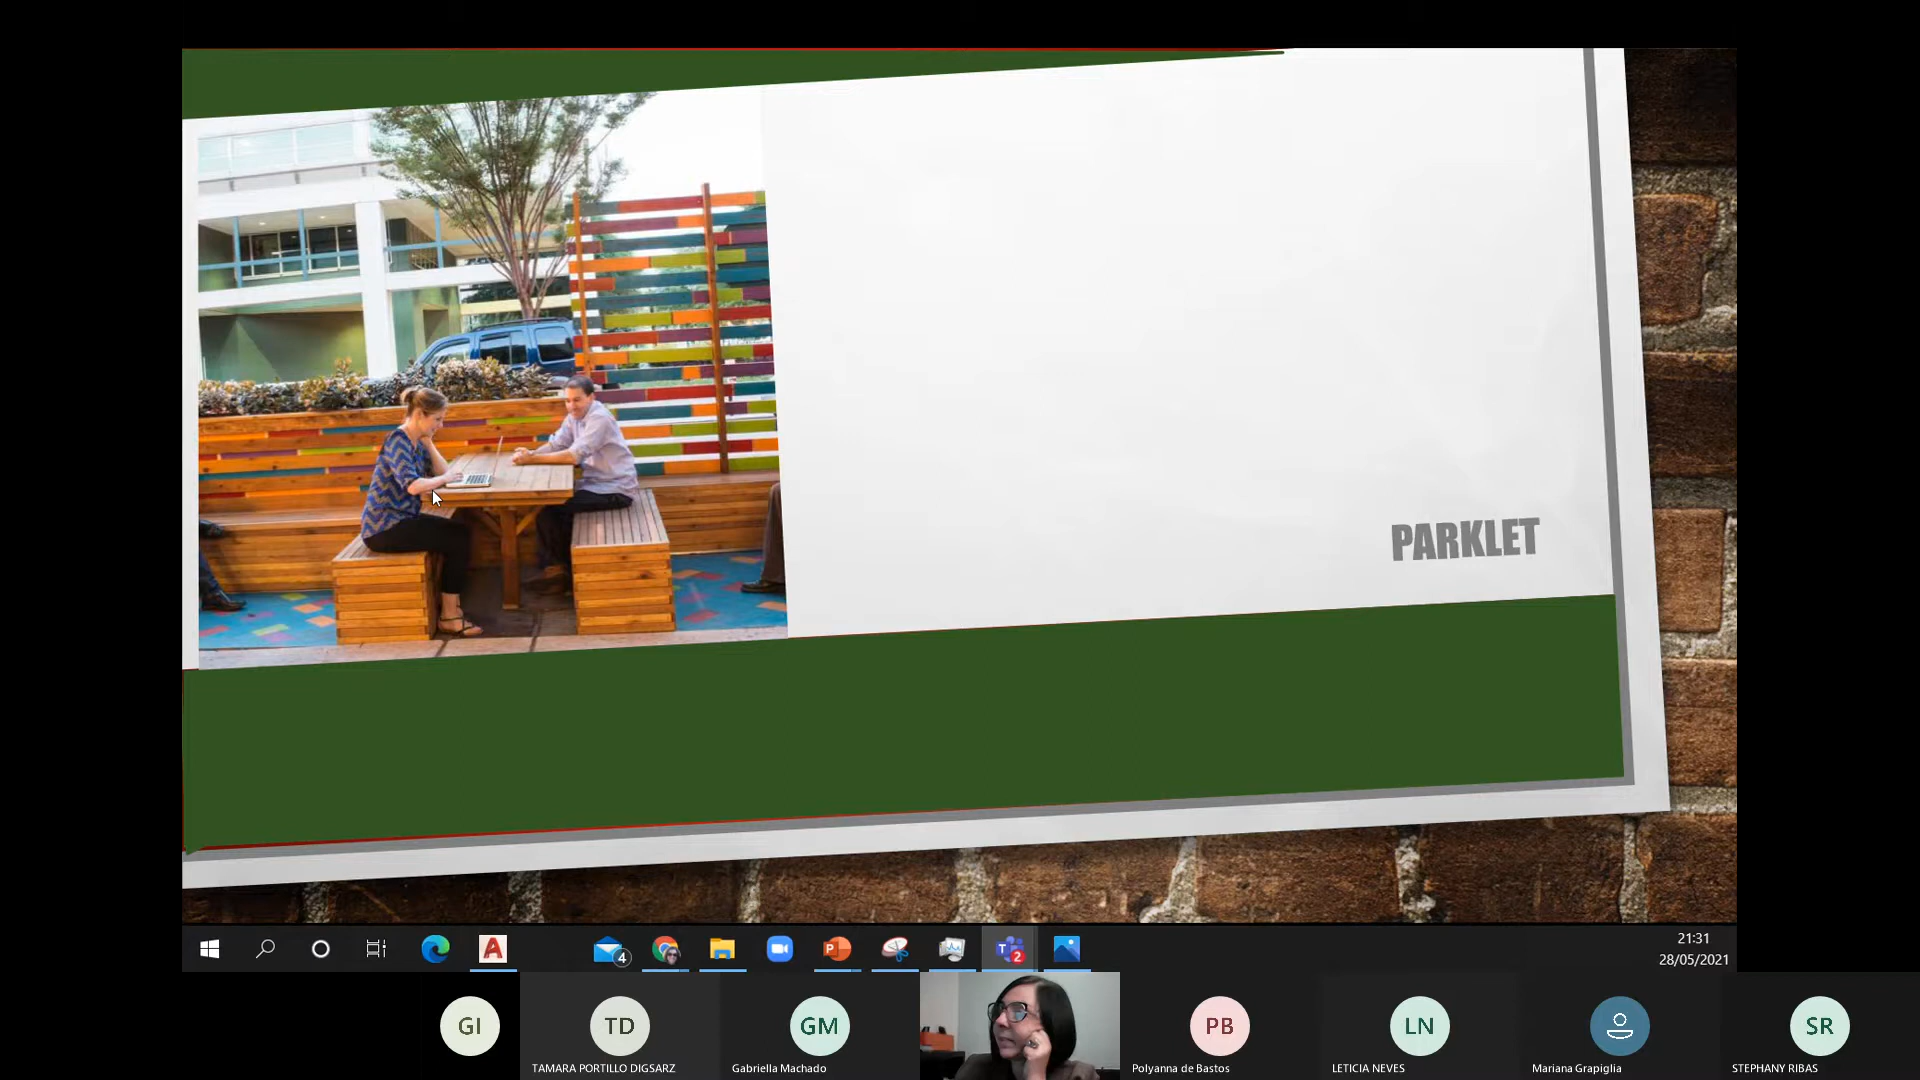 PARKLET
A
4
P
T
2
21:31
28/05/2021
GI
TD
GM
PB
LN
SR
TAMARA PORTILLO DIGSARZ
Gabriella Machado
Polyanna de Bastos
LETICIA NEVES
Mariana Grapiglia
STEPHANY RIBAS